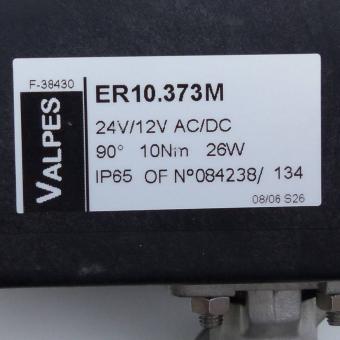 F-38430
VALPES
ER10.373M
24V/12V AC/DC
90° 10Nm 26W
IP65 OF N°084238/ 134
08/06 S26